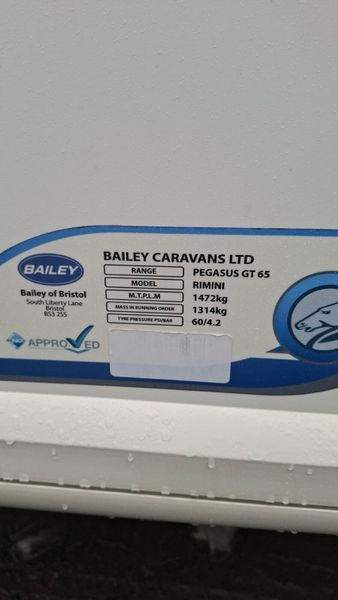 BAILEY CARAVANS LTD
RANGE PEGASUS GT 65
MODEL RIMINI
M.T.P.L.M 1472kg
MASS IN RUNNING ORDER 1314kg
TYRE PRESSURE PSI/BAR 60/4.2
BAILEY
Bailey of Bristol
South Liberty Lane
Bristol
BS3 2SS
APPROVED